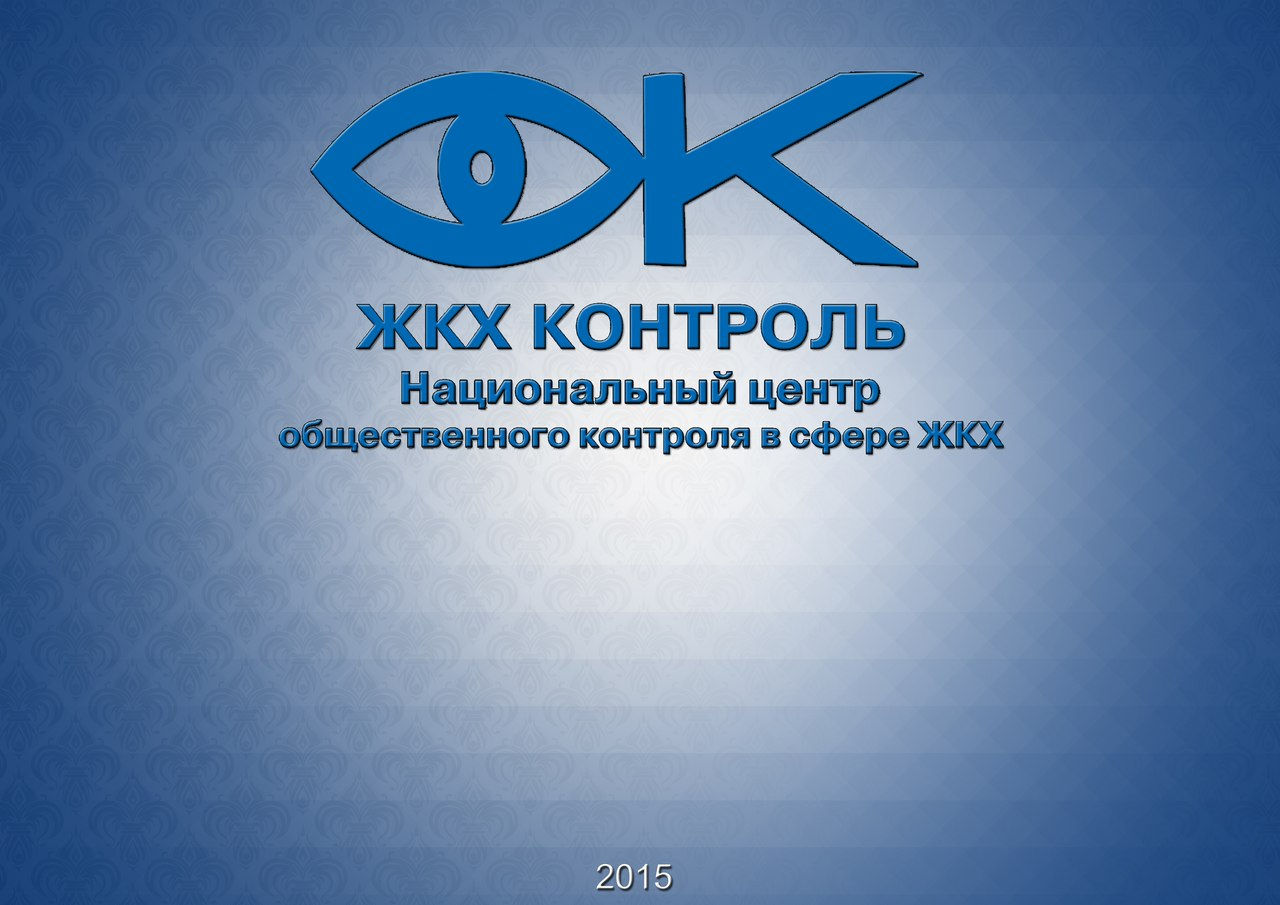 ЖКХ КОНТРОЛЬ
Национальный центр
общественного контроля в сфере ЖКХ
2015